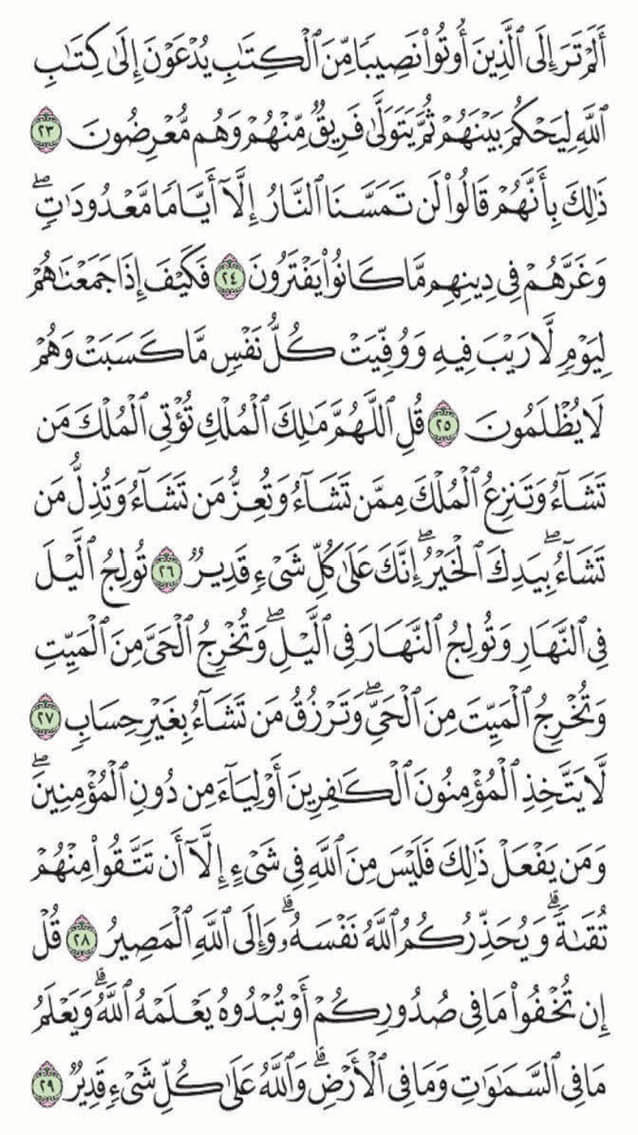 أَلَمْ تَرَ إِلَى ٱلَّذِينَ أُوتُوا۟ نَصِيبًا مِّنَ ٱلْكِتَٰبِ يُدْعَوْنَ إِلَىٰ كِتَٰبِ
ٱللَّهِ لِيَحْكُمَ بَيْنَهُمْ ثُمَّ يَتَوَلَّىٰ فَرِيقٌ مِّنْهُمْ وَهُم مُّعْرِضُونَ ٢٣
ذَٰلِكَ بِأَنَّهُمْ قَالُوا۟ لَن تَمَسَّنَا ٱلنَّارُ إِلَّآ أَيَّامًا مَّعْدُودَٰتٍۖ
وَغَرَّهُمْ فِى دِينِهِم مَّا كَانُوا۟ يَفْتَرُونَ ٢٤ فَكَيْفَ إِذَا جَمَعْنَٰهُمْ
لِيَوْمٍ لَّا رَيْبَ فِيهِ وَوُفِّيَتْ كُلُّ نَفْسٍ مَّا كَسَبَتْ وَهُمْ
لَا يُظْلَمُونَ ٢٥ قُلِ ٱللَّهُمَّ مَٰلِكَ ٱلْمُلْكِ تُؤْتِى ٱلْمُلْكَ مَن
تَشَآءُ وَتَنزِعُ ٱلْمُلْكَ مِمَّن تَشَآءُ وَتُعِزُّ مَن تَشَآءُ وَتُذِلُّ مَن
تَشَآءُۖ بِيَدِكَ ٱلْخَيْرُۖ إِنَّكَ عَلَىٰ كُلِّ شَىْءٍ قَدِيرٌ ٢٦ تُولِجُ ٱلَّيْلَ
فِى ٱلنَّهَارِ وَتُولِجُ ٱلنَّهَارَ فِى ٱلَّيْلِۖ وَتُخْرِجُ ٱلْحَىَّ مِنَ ٱلْمَيِّتِ
وَتُخْرِجُ ٱلْمَيِّتَ مِنَ ٱلْحَىِّۖ وَتَرْزُقُ مَن تَشَآءُ بِغَيْرِ حِسَابٍ ٢٧
لَّا يَتَّخِذِ ٱلْمُؤْمِنُونَ ٱلْكَٰفِرِينَ أَوْلِيَآءَ مِن دُونِ ٱلْمُؤْمِنِينَۖ
وَمَن يَفْعَلْ ذَٰلِكَ فَلَيْسَ مِنَ ٱللَّهِ فِى شَىْءٍ إِلَّآ أَن تَتَّقُوا۟ مِنْهُمْ
تُقَىٰةًۗ وَيُحَذِّرُكُمُ ٱللَّهُ نَفْسَهُۥۗ وَإِلَى ٱللَّهِ ٱلْمَصِيرُ ٢٨ قُلْ
إِن تُخْفُوا۟ مَا فِى صُدُورِكُمْ أَوْ تُبْدُوهُ يَعْلَمْهُ ٱللَّهُۗ وَيَعْلَمُ
مَا فِى ٱلسَّمَٰوَٰتِ وَمَا فِى ٱلْأَرْضِۗ وَٱللَّهُ عَلَىٰ كُلِّ شَىْءٍ قَدِيرٌ ٢٩